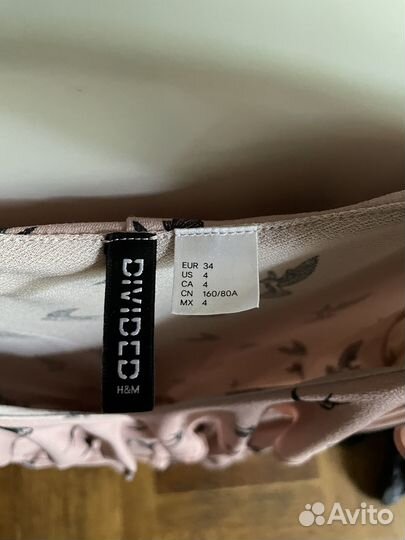 DIVIDED
H&M
EUR 34
US 4
CA 4
CN 160/80A
MX 4
Avito